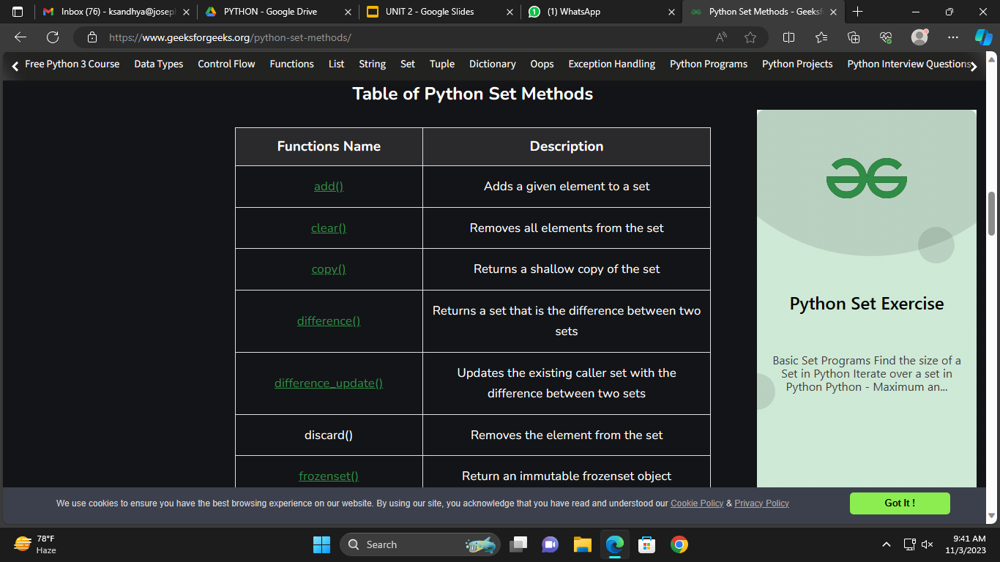 Inbox (76) - ksandhya@joseph
PYTHON - Google Drive
UNIT 2 - Google Slides
(1) WhatsApp
Python Set Methods - Geeksf
https://www.geeksforgeeks.org/python-set-methods/
Free Python 3 Course Data Types Control Flow Functions List String Set Tuple Dictionary Oops Exception Handling Python Programs Python Projects Python Interview Questions
Table of Python Set Methods
Functions Name Description
add() Adds a given element to a set
clear() Removes all elements from the set
copy() Returns a shallow copy of the set
difference() Returns a set that is the difference between two
sets
difference_update() Updates the existing caller set with the
difference between two sets
discard() Removes the element from the set
frozenset() Return an immutable frozenset object
Python Set Exercise
Basic Set Programs Find the size of a
Set in Python Iterate over a set in
Python Python - Maximum an...
We use cookies to ensure you have the best browsing experience on our website. By using our site, you acknowledge that you have read and understood our Cookie Policy & Privacy Policy
Got It !
78°F
Haze
Search
9:41 AM
11/3/2023